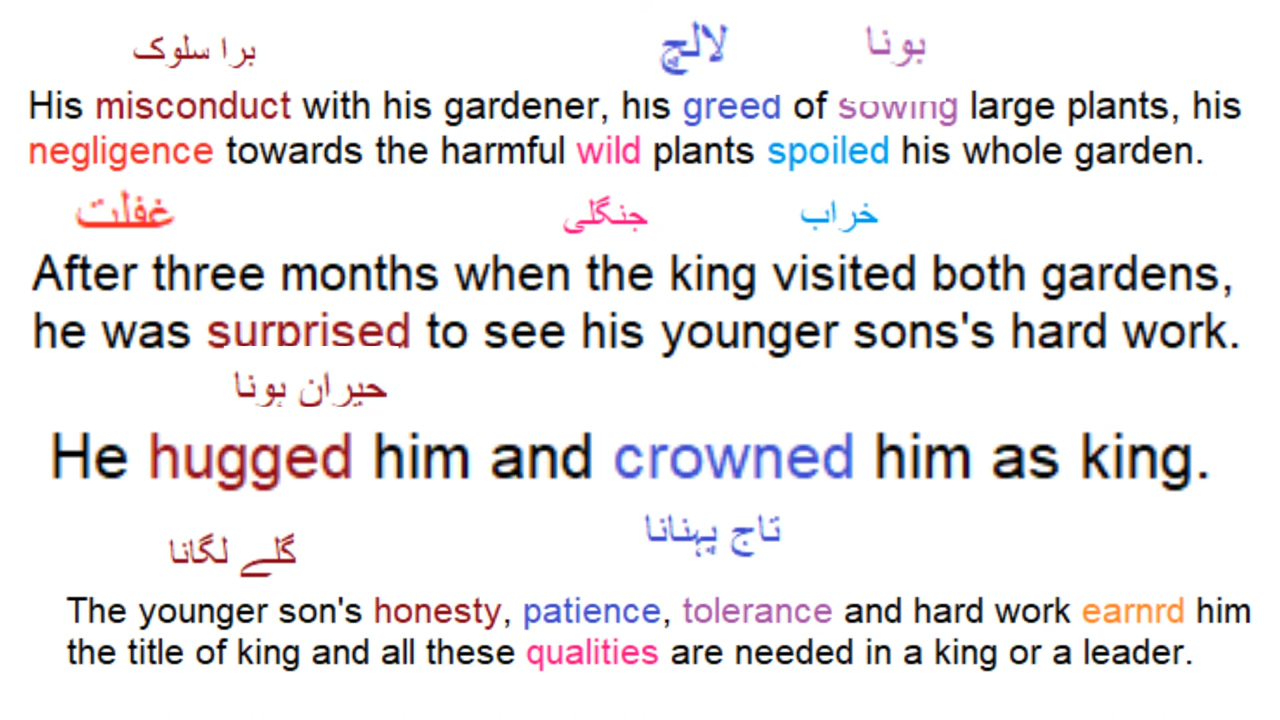 برا سلوک لالچ بونا
His misconduct with his gardener, his greed of sowing large plants, his
negligence towards the harmful wild plants spoiled his whole garden.
غفلت جنگلی خراب
After three months when the king visited both gardens,
he was surprised to see his younger sons's hard work.
حیران ہونا
He hugged him and crowned him as king.
گلے لگانا تاج پہنانا
The younger son's honesty, patience, tolerance and hard work earnrd him
the title of king and all these qualities are needed in a king or a leader.